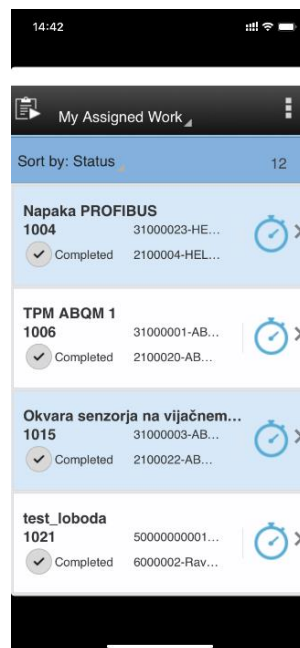 14:42
My Assigned Work
Sort by: Status 12
Napaka PROFIBUS
1004 31000023-HE...
Completed 2100004-HEL...
TPM ABQM 1
1006 31000001-AB...
Completed 2100020-AB...
Okvara senzorja na vijačnem...
1015 31000003-AB...
Completed 2100022-AB...
test_loboda
1021 50000000001...
Completed 6000002-Rav...